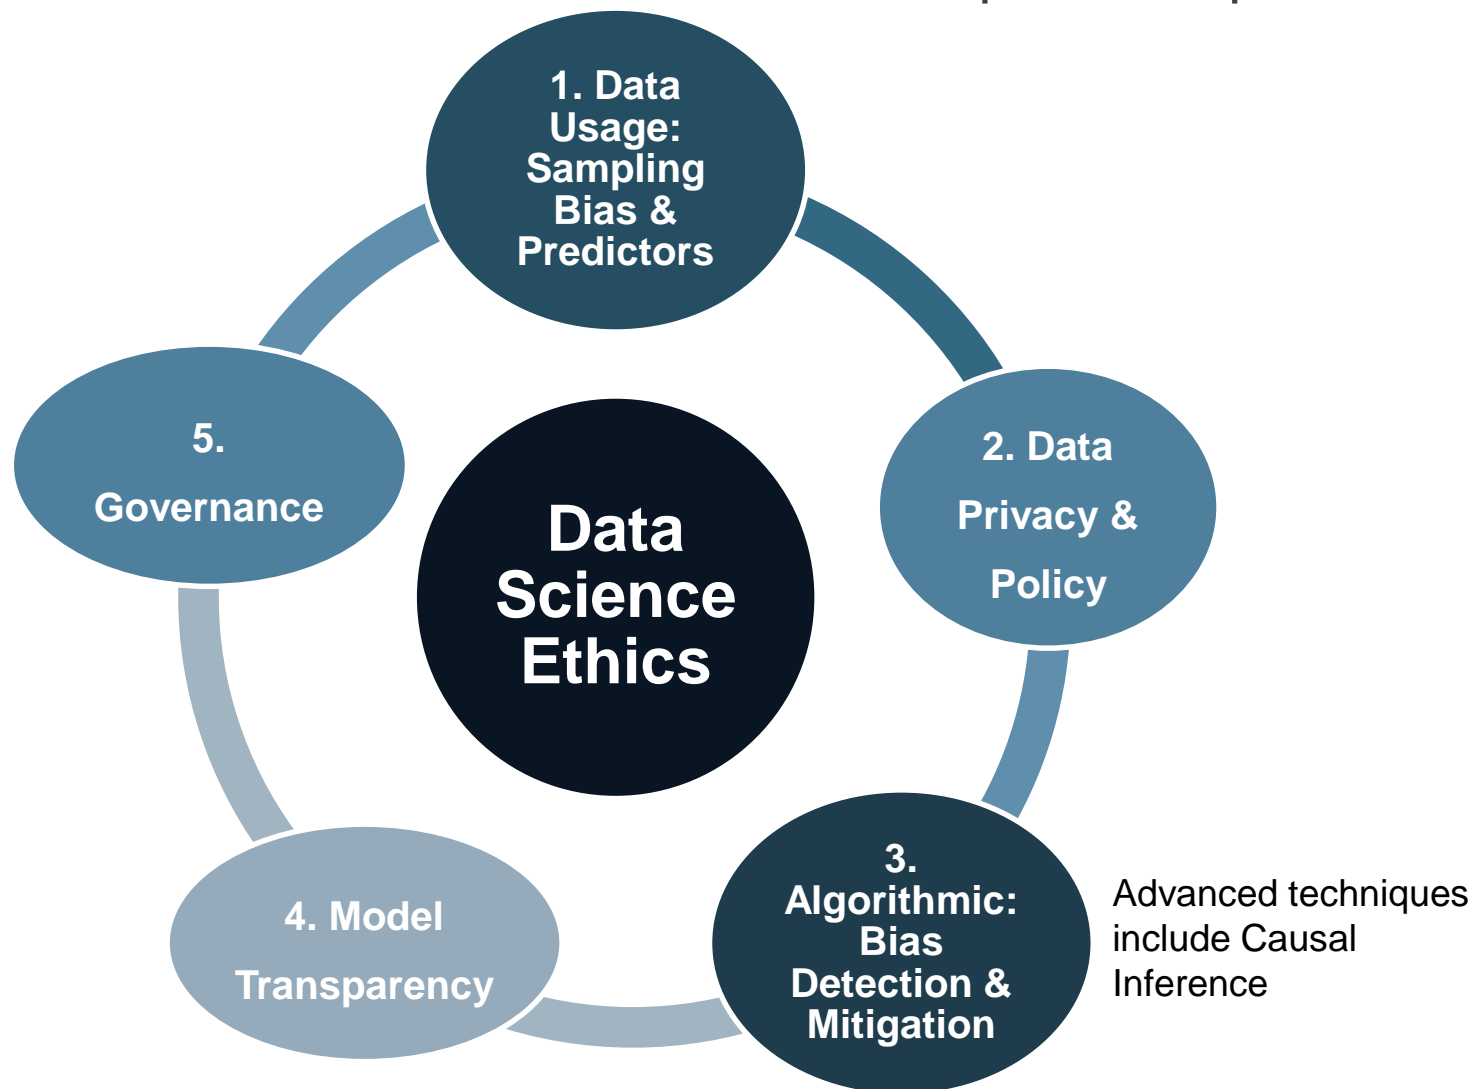 1. Data
Usage:
Sampling
Bias &
Predictors
2. Data
Privacy &
Policy
3.
Algorithmic:
Bias
Detection &
Mitigation
Advanced techniques
include Causal
Inference
4. Model
Transparency
5.
Governance
Data
Science
Ethics